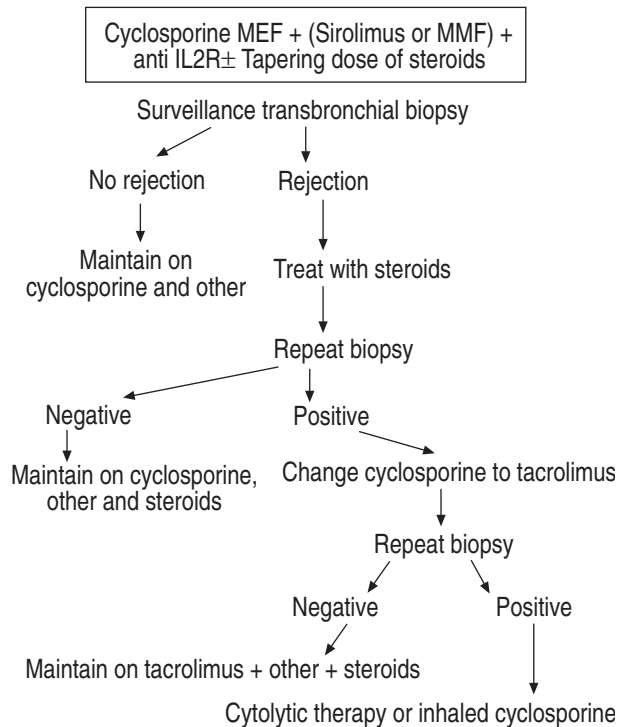 Cyclosporine MEF + (Sirolimus or MMF) +
anti IL2R± Tapering dose of steroids
Surveillance transbronchial biopsy
No rejection
Rejection
Maintain on
cyclosporine and other
Treat with steroids
Repeat biopsy
Negative
Positive
Maintain on cyclosporine,
other and steroids
Change cyclosporine to tacrolimus
Repeat biopsy
Negative
Positive
Maintain on tacrolimus + other + steroids
Cytolytic therapy or inhaled cyclosporine